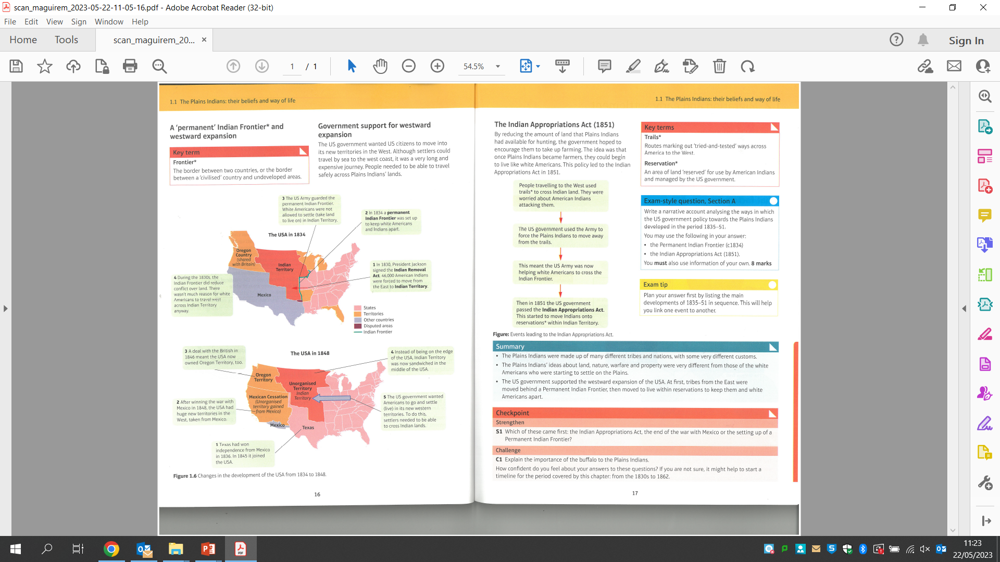 scan_maguirem_2023-05-22-11-05-16.pdf - Adobe Acrobat Reader (32-bit)
File Edit View Sign Window Help
Home Tools scan_maguirem_20... × Sign In
1 / 1 54.5%
1.1 The Plains Indians: their beliefs and way of life
A 'permanent' Indian Frontier* and
westward expansion
Key term
Frontier*
The border between two countries, or the border
between a 'civilised' country and undeveloped areas.
Government support for westward
expansion
The US government wanted US citizens to move into
its new territories in the West. Although settlers could
travel by sea to the west coast, it was a very long and
expensive journey. People needed to be able to travel
safely across Plains Indians' lands.
3 The US Army guarded the
permanent Indian Frontier.
White Americans were not
allowed to settle (take land
to live on) in Indian Territory.
2 In 1834 a permanent
Indian Frontier was set up
to keep white Americans
and Indians apart.
The USA in 1834
Oregon
Country
(shared
with Britain)
Indian
Territory
Mexico
1 In 1830, President Jackson
signed the Indian Removal
Act. 46,000 American Indians
were forced to move from
the East to Indian Territory.
4 During the 1830s, the
Indian Frontier did reduce
conflict over land. There
wasn't much reason for white
Americans to travel west
across Indian Territory
anyway.
States
Territories
Other countries
Disputed areas
Indian Frontier
3 A deal with the British in
1846 meant the USA now
owned Oregon Territory, too.
The USA in 1848
4 Instead of being on the edge
of the USA, Indian Territory
was now sandwiched in the
middle of the USA.
Oregon
Territory
Unorganised
Territory
Indian
Territory
Mexican Cessation
(Unorganised
territory gained
from Mexico)
Mexico
Texas
2 After winning the war with
Mexico in 1848, the USA had
huge new territories in the
West, taken from Mexico.
5 The US government wanted
Americans to go and settle
(live) in its new western
territories. To do this,
settlers needed to be able
to cross Indian lands.
1 Texas had won
independence from Mexico
in 1836. In 1845 it joined
the USA.
Figure 1.6 Changes in the development of the USA from 1834 to 1848.
16
1.1 The Plains Indians: their beliefs and way of life
The Indian Appropriations Act (1851)
By reducing the amount of land that Plains Indians
had available for hunting, the government hoped to
encourage them to take up farming. The idea was that
once Plains Indians became farmers, they could begin
to live like white Americans. This policy led to the Indian
Appropriations Act in 1851.
People travelling to the West used
trails* to cross Indian land. They were
worried about American Indians
attacking them.
The US government used the Army to
force the Plains Indians to move away
from the trails.
This meant the US Army was now
helping white Americans to cross the
Indian Frontier.
Then in 1851 the US government
passed the Indian Appropriations Act.
This started to move Indians onto
reservations* within Indian Territory.
Figure: Events leading to the Indian Appropriations Act.
Key terms
Trails*
Routes marking out 'tried-and-tested' ways across
America to the West.
Reservation*
An area of land 'reserved' for use by American Indians
and managed by the US government.
Exam-style question, Section A
Write a narrative account analysing the ways in which
the US government policy towards the Plains Indians
developed in the period 1835–51.
You may use the following in your answer:
• the Permanent Indian Frontier (c1834)
• the Indian Appropriations Act (1851).
You must also use information of your own. 8 marks
Exam tip
Plan your answer first by listing the main
developments of 1835–51 in sequence. This will help
you link one event to another.
Summary
• The Plains Indians were made up of many different tribes and nations, with some very different customs.
• The Plains Indians' ideas about land, nature, warfare and property were very different from those of the white
Americans who were starting to settle on the Plains.
• The US government supported the westward expansion of the USA. At first, tribes from the East were
moved behind a Permanent Indian Frontier, then moved to live within reservations to keep them and white
Americans apart.
Checkpoint
Strengthen
S1 Which of these came first: the Indian Appropriations Act, the end of the war with Mexico or the setting up of a
Permanent Indian Frontier?
Challenge
C1 Explain the importance of the buffalo to the Plains Indians.
How confident do you feel about your answers to these questions? If you are not sure, it might help to start a
timeline for the period covered by this chapter: from the 1830s to 1862.
17
11:23
22/05/2023